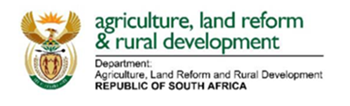 agriculture, land reform
& rural development
Department:
Agriculture, Land Reform and Rural Development
REPUBLIC OF SOUTH AFRICA